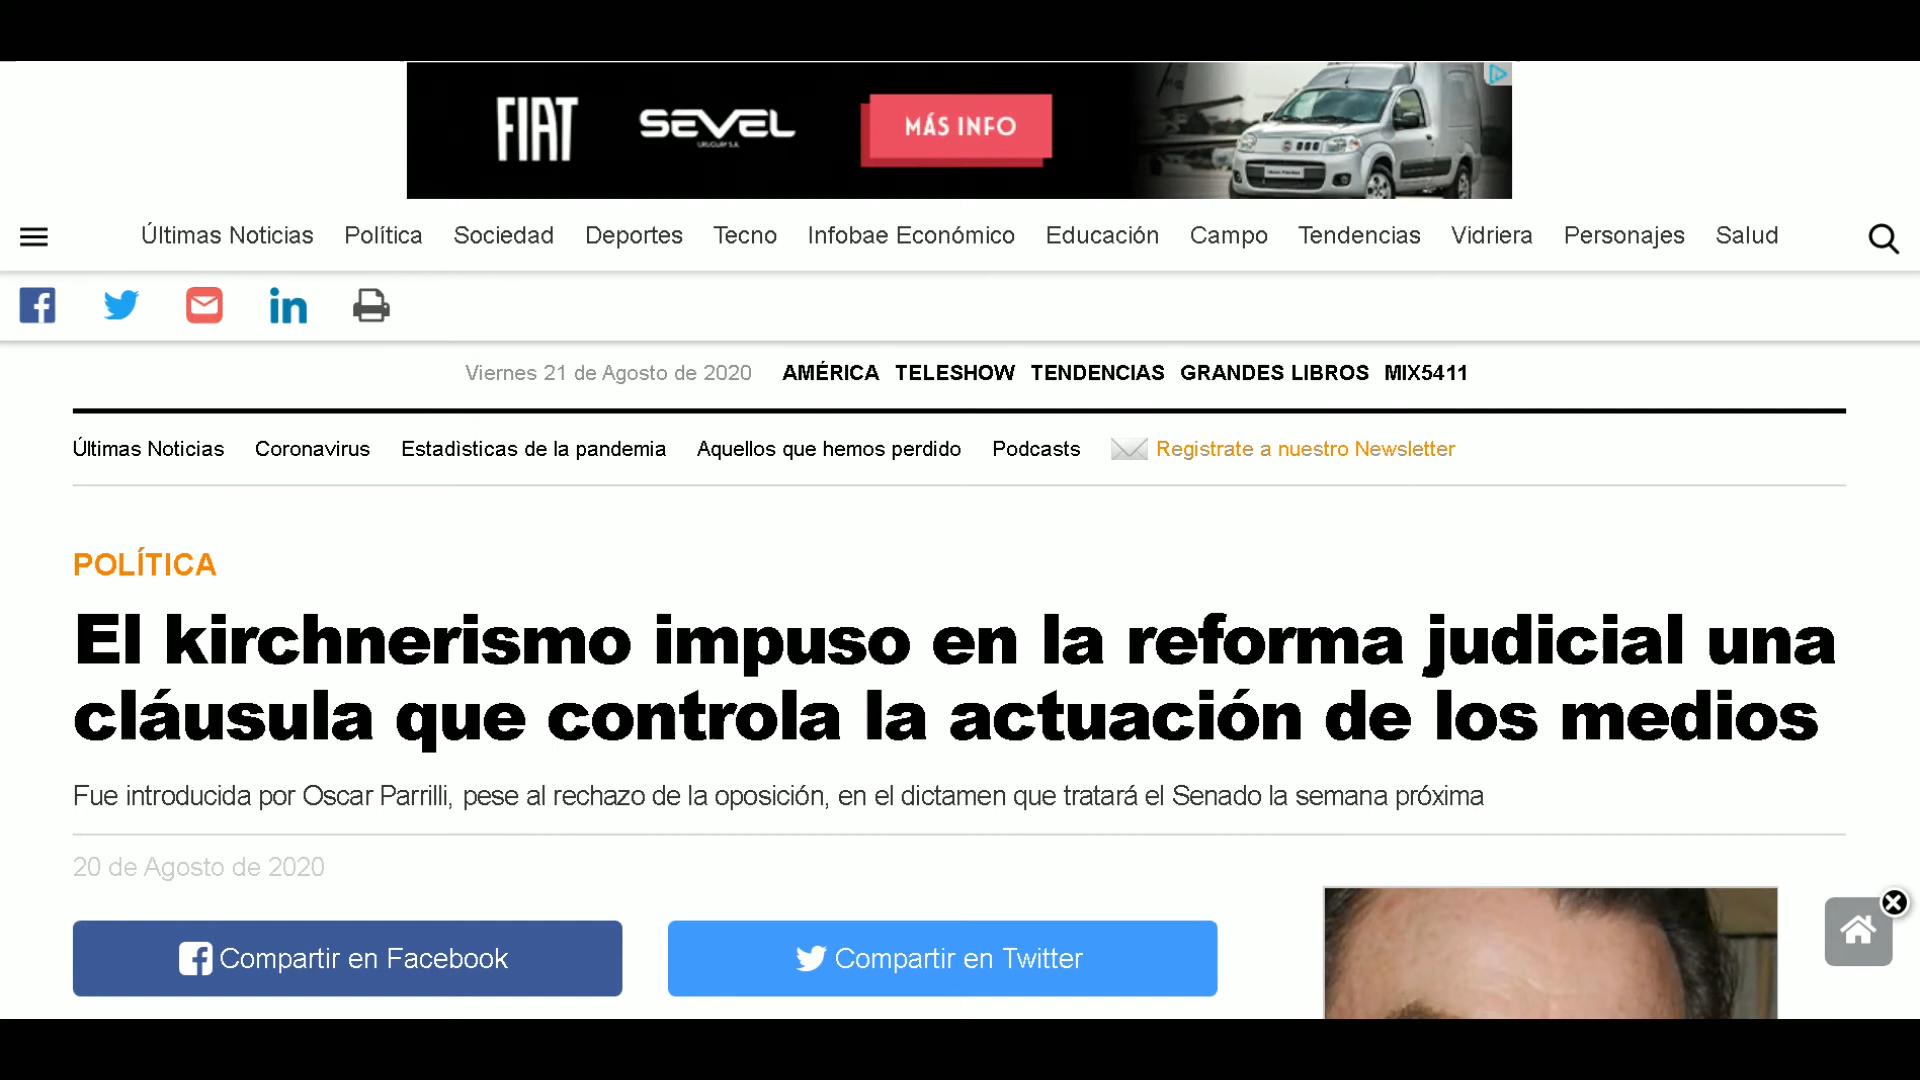 FIAT SEVEL MÁS INFO
URUGUAY S.A.
Últimas Noticias Política Sociedad Deportes Tecno Infobae Económico Educación Campo Tendencias Vidriera Personajes Salud
Viernes 21 de Agosto de 2020 AMÉRICA TELESHOW TENDENCIAS GRANDES LIBROS MIX5411
Últimas Noticias Coronavirus Estadìsticas de la pandemia Aquellos que hemos perdido Podcasts Registrate a nuestro Newsletter
POLÍTICA
El kirchnerismo impuso en la reforma judicial una
cláusula que controla la actuación de los medios
Fue introducida por Oscar Parrilli, pese al rechazo de la oposición, en el dictamen que tratará el Senado la semana próxima
20 de Agosto de 2020
Compartir en Facebook Compartir en Twitter